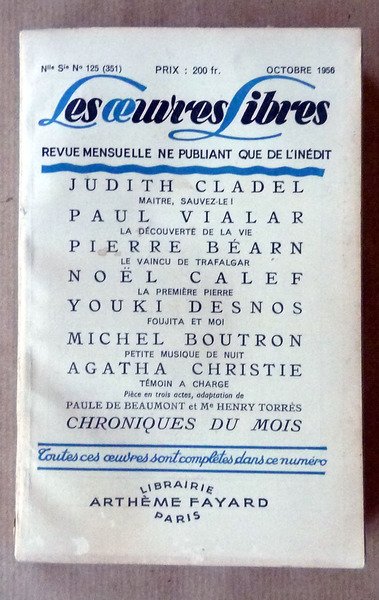 Nlle Sie No 125 (351) PRIX : 200 fr. OCTOBRE 1956
Les œuvres Libres
REVUE MENSUELLE NE PUBLIANT QUE DE L'INÉDIT
JUDITH CLADEL
MAITRE, SAUVEZ-LE !
PAUL VIALAR
LA DÉCOUVERTE DE LA VIE
PIERRE BÉARN
LE VAINCU DE TRAFALGAR
NOËL CALEF
LA PREMIÈRE PIERRE
YOUKI DESNOS
FOUJITA ET MOI
MICHEL BOUTRON
PETITE MUSIQUE DE NUIT
AGATHA CHRISTIE
TÉMOIN A CHARGE
Pièce en trois actes, adaptation de
PAULE DE BEAUMONT et Me HENRY TORRÈS
CHRONIQUES DU MOIS
Toutes ces œuvres sont complètes dans ce numéro
LIBRAIRIE
ARTHÈME FAYARD
PARIS